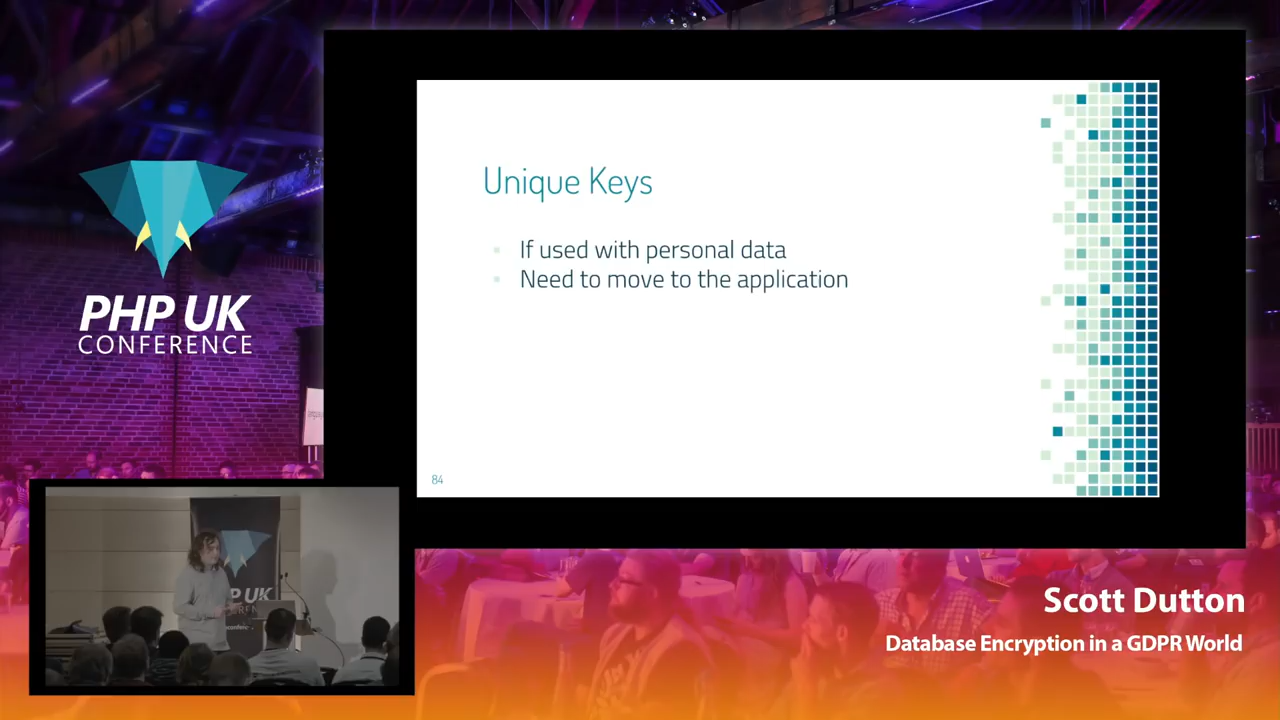 PHP UK
CONFERENCE
Unique Keys
If used with personal data
Need to move to the application
84
P UK
Scott Dutton
Database Encryption in a GDPR World